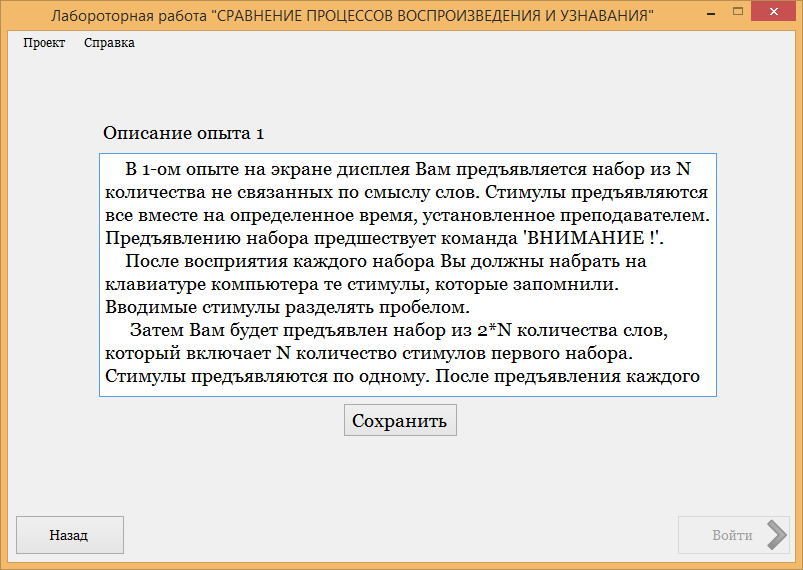 Лабороторная работа "СРАВНЕНИЕ ПРОЦЕССОВ ВОСПРОИЗВЕДЕНИЯ И УЗНАВАНИЯ"
Проект Справка
Описание опыта 1
В 1-ом опыте на экране дисплея Вам предъявляется набор из N
количества не связанных по смыслу слов. Стимулы предъявляются
все вместе на определенное время, установленное преподавателем.
Предъявлению набора предшествует команда 'ВНИМАНИЕ !'.
После восприятия каждого набора Вы должны набрать на
клавиатуре компьютера те стимулы, которые запомнили.
Вводимые стимулы разделять пробелом.
Затем Вам будет предъявлен набор из 2*N количества слов,
который включает N количество стимулов первого набора.
Стимулы предъявляются по одному. После предъявления каждого
Сохранить
Назад
Войти